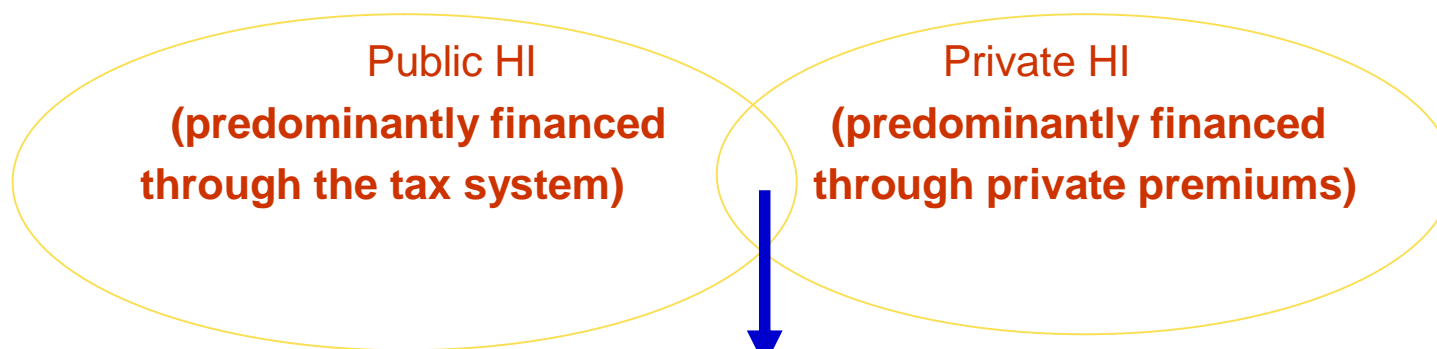 Public HI
(predominantly financed
through the tax system)
Private HI
(predominantly financed
through private premiums)